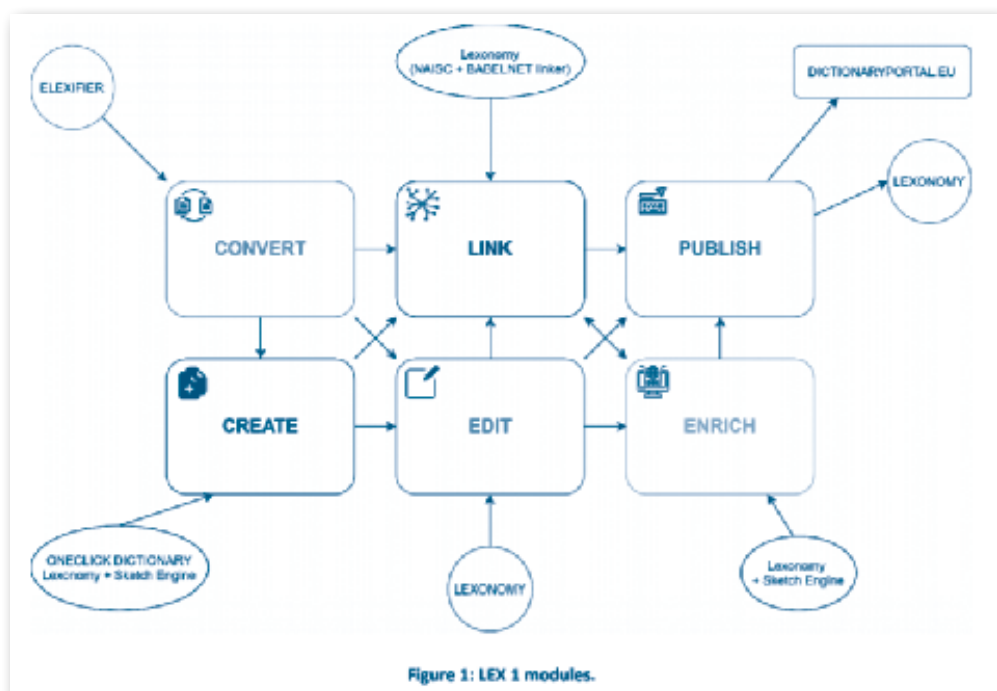 Lexonomy
(NAISC + BABELNET linker)
DICTIONARYPORTAL.EU
ELEXIFIER
LEXONOMY
CONVERT
LINK
PUBLISH
CREATE
EDIT
ENRICH
ONECLICK DICTIONARY
Lexonomy + Sketch Engine
LEXONOMY
Lexonomy
+ Sketch Engine
Figure 1: LEX 1 modules.